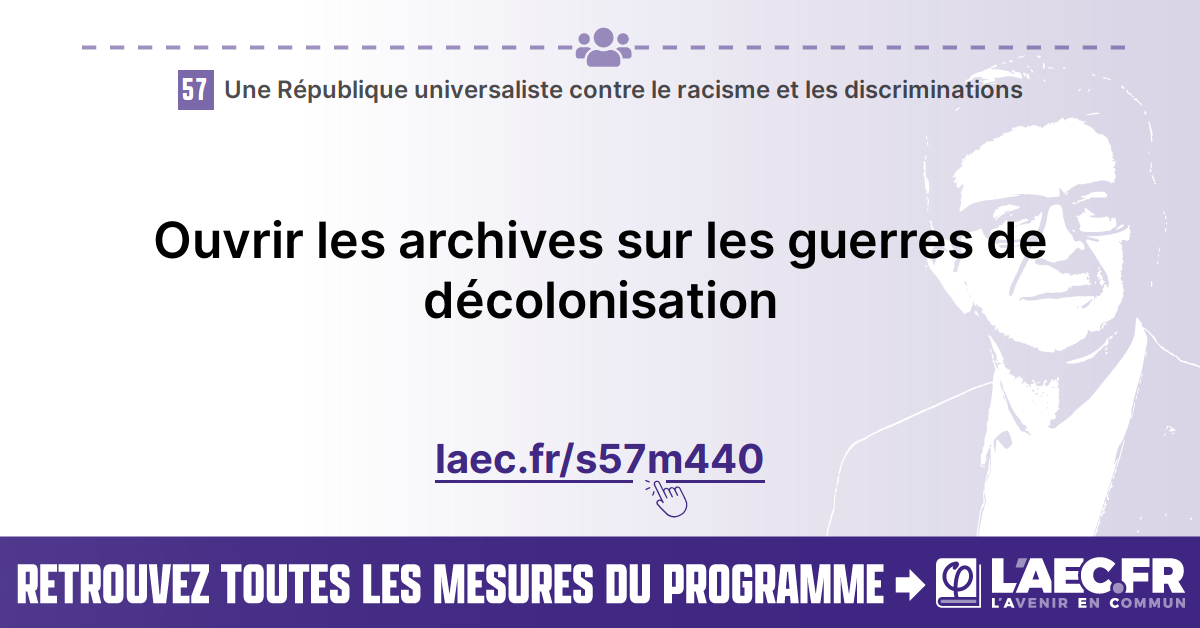 57 Une République universaliste contre le racisme et les discriminations
Ouvrir les archives sur les guerres de
décolonisation
laec.fr/s57m440
RETROUVEZ TOUTES LES MESURES DU PROGRAMME
L'AEC.FR
L'AVENIR EN COMMUN